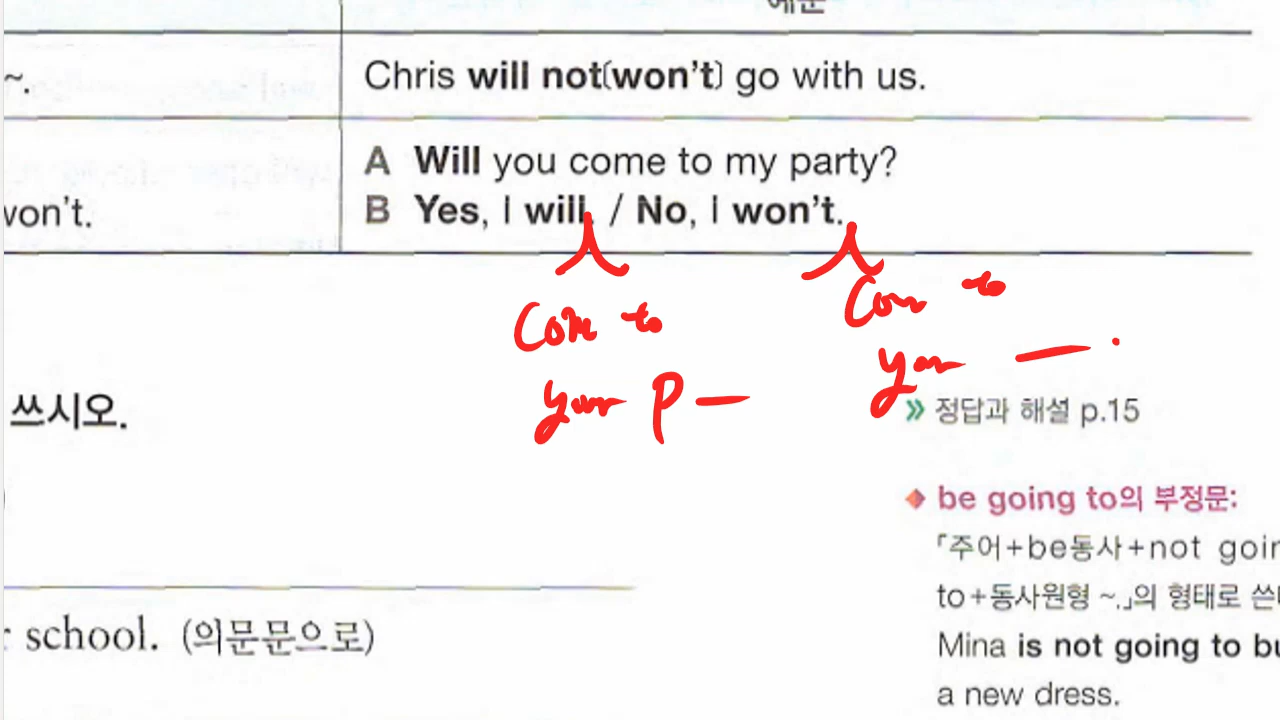 예문
~.
Chris will not(won't) go with us.
A Will you come to my party?
won't.
B Yes, I will. / No, I won't.
Come to
your P—
Come to
your — .
쓰시오.
» 정답과 해설 p.15
)
◆ be going to의 부정문:
「주어+be동사+not goin
to+동사원형 ~.」의 형태로 쓴
Mina is not going to bu
a new dress.
school. (의문문으로)